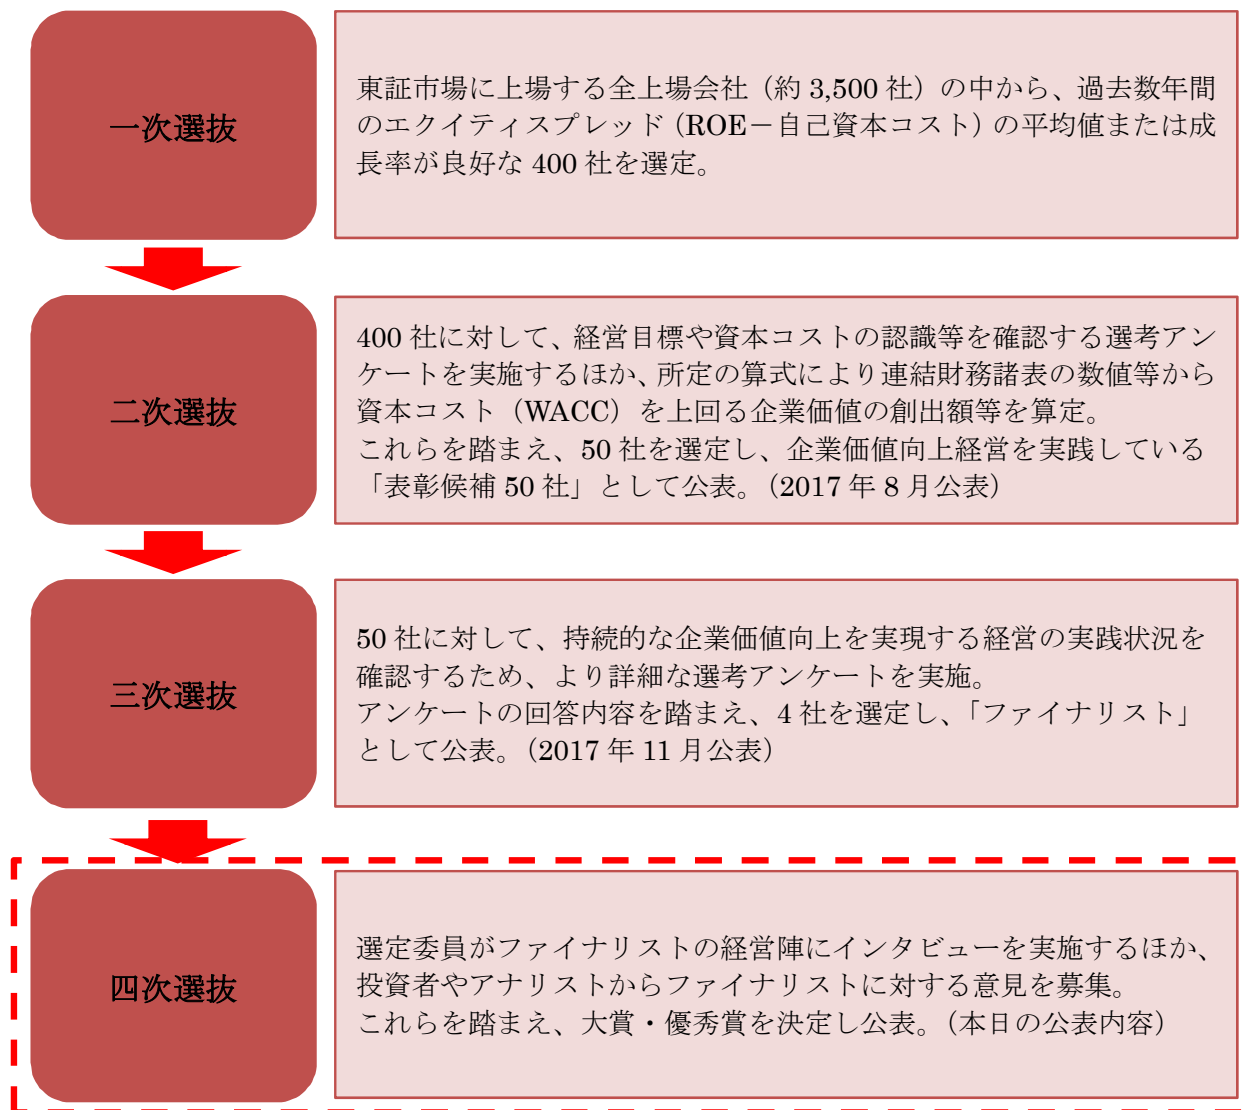 一次選抜
東証市場に上場する全上場会社（約 3,500 社）の中から、過去数年間
のエクイティスプレッド（ROE－自己資本コスト）の平均値または成
長率が良好な 400 社を選定。
二次選抜
400 社に対して、経営目標や資本コストの認識等を確認する選考アン
ケートを実施するほか、所定の算式により連結財務諸表の数値等から
資本コスト（WACC）を上回る企業価値の創出額等を算定。
これらを踏まえ、50 社を選定し、企業価値向上経営を実践している
「表彰候補 50 社」として公表。（2017 年 8 月公表）
三次選抜
50 社に対して、持続的な企業価値向上を実現する経営の実践状況を
確認するため、より詳細な選考アンケートを実施。
アンケートの回答内容を踏まえ、4 社を選定し、「ファイナリスト」
として公表。（2017 年 11 月公表）
四次選抜
選定委員がファイナリストの経営陣にインタビューを実施するほか、
投資者やアナリストからファイナリストに対する意見を募集。
これらを踏まえ、大賞・優秀賞を決定し公表。（本日の公表内容）